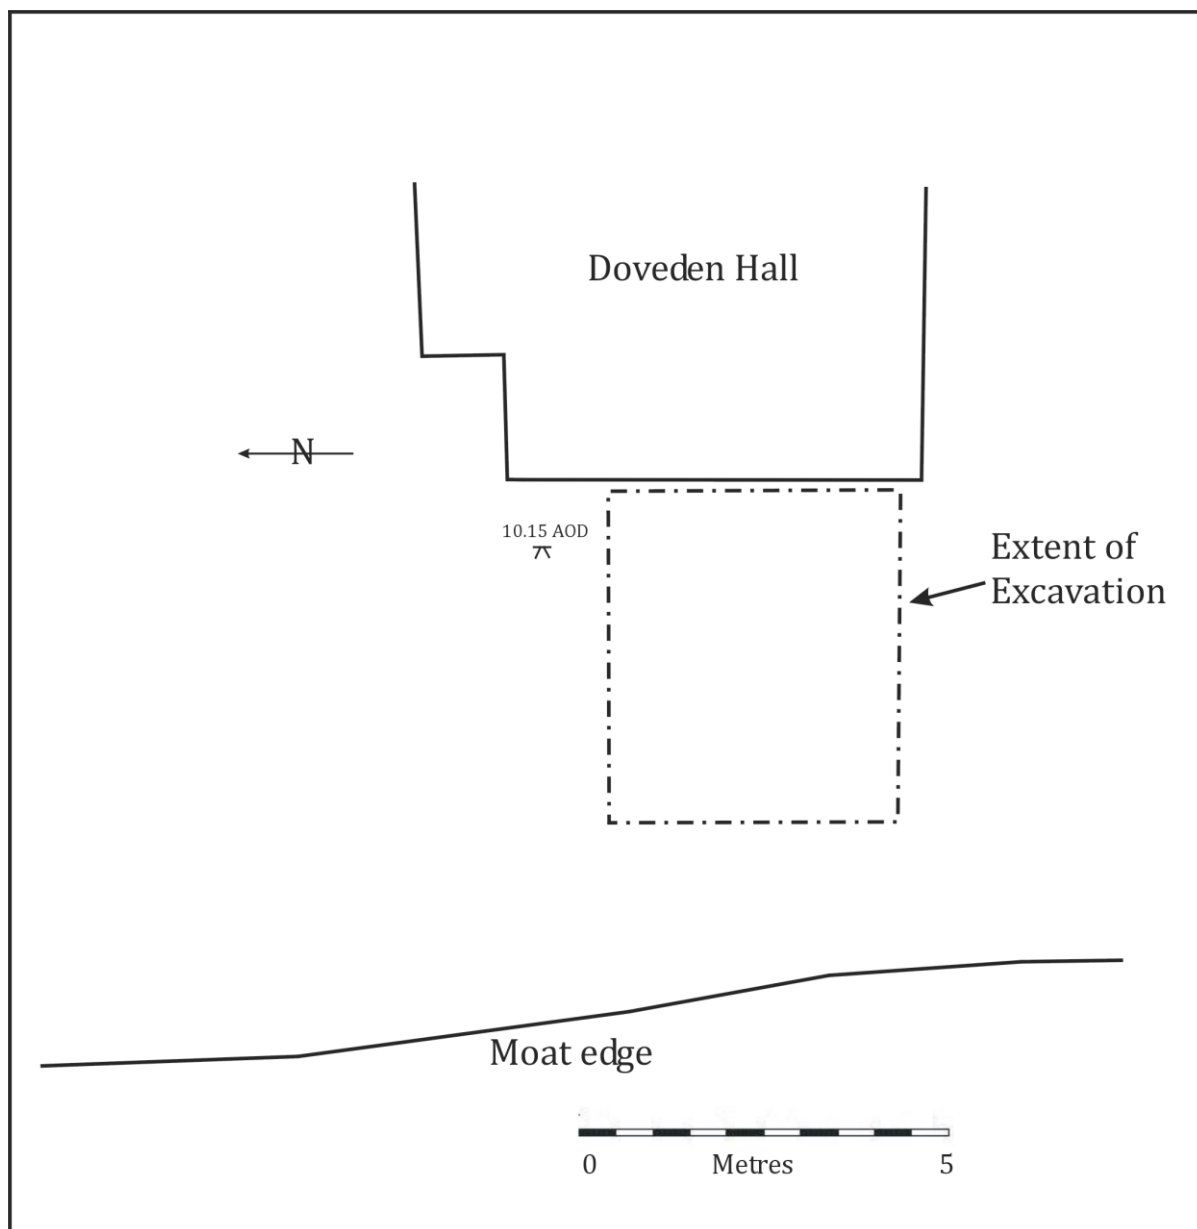 Doveden Hall
N
10.15 AOD
Extent of
Excavation
Moat edge
0 Metres 5